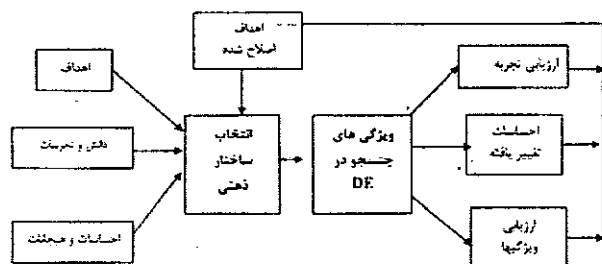 اهداف
اصلاح شده
اهداف
دانش و تجربیات
احساسات و هیجانات
انتخاب
ساختار
ذهنی
ویژگی های
جستجو در
DE
ارزیابی تجربه
احساسات
تغییر یافته
ارزیابی
ویژگیها